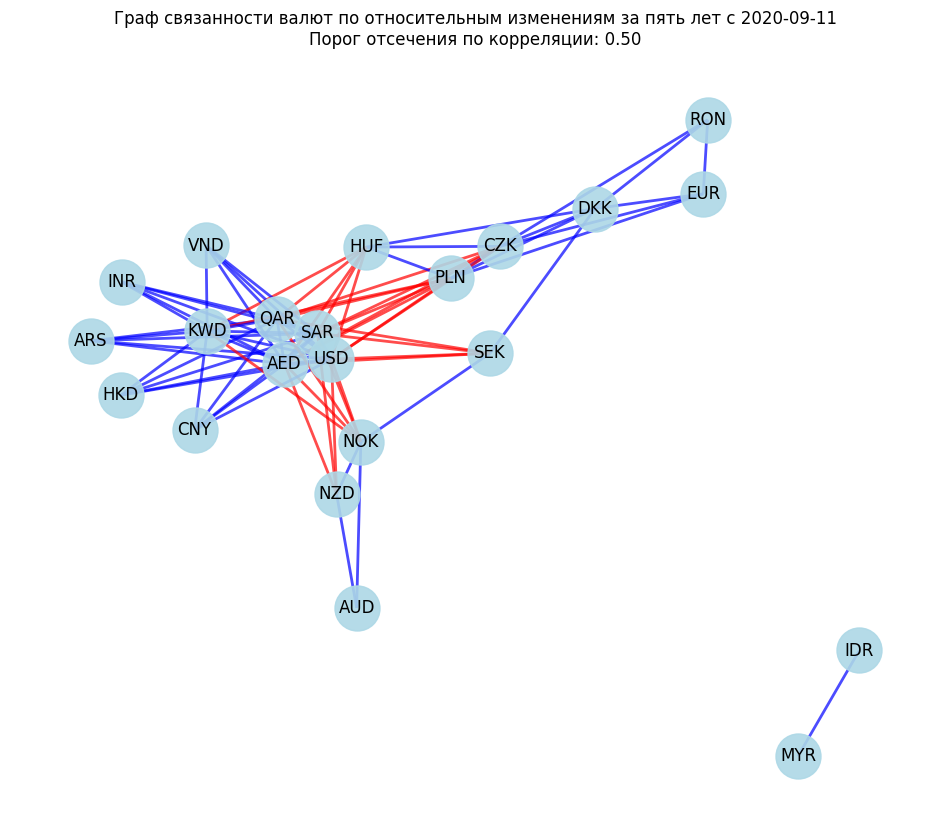 Граф связанности валют по относительным изменениям за пять лет с 2020-09-11
Порог отсечения по корреляции: 0.50
RON
EUR
DKK
CZK
HUF
VND
PLN
INR
QAR
KWD
SAR
ARS
USD
AED
SEK
HKD
CNY
NOK
NZD
AUD
IDR
MYR